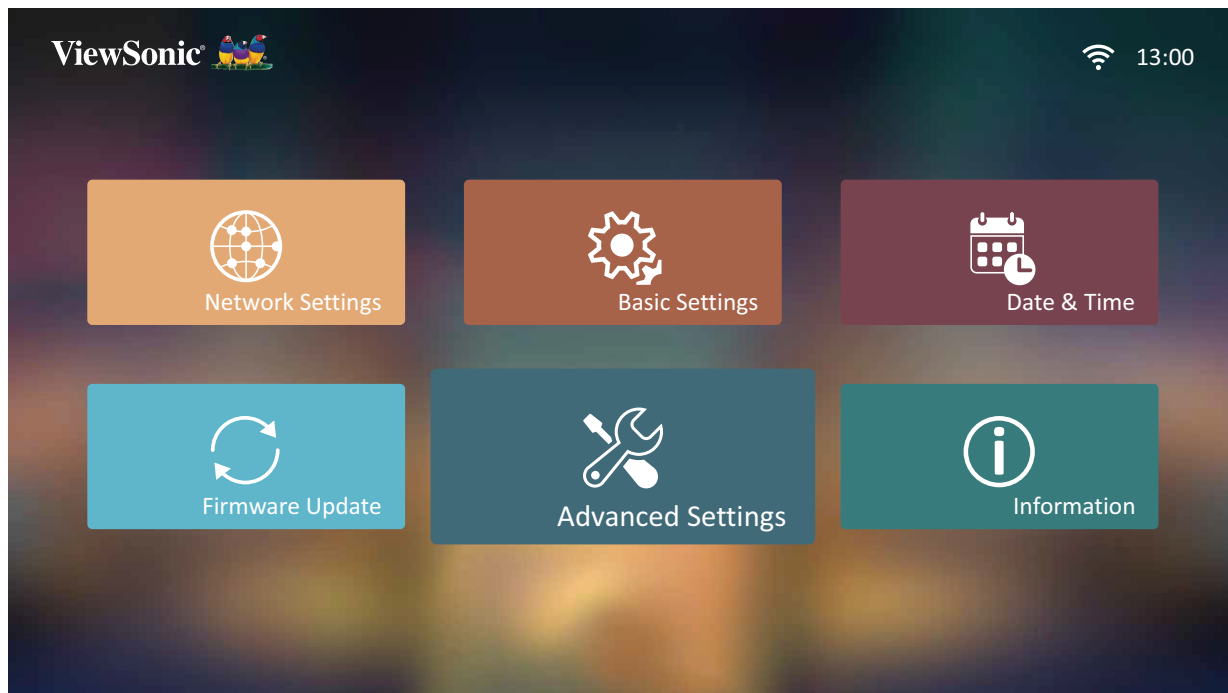 ViewSonic®
13:00
Network Settings
Basic Settings
Date & Time
Firmware Update
Advanced Settings
Information